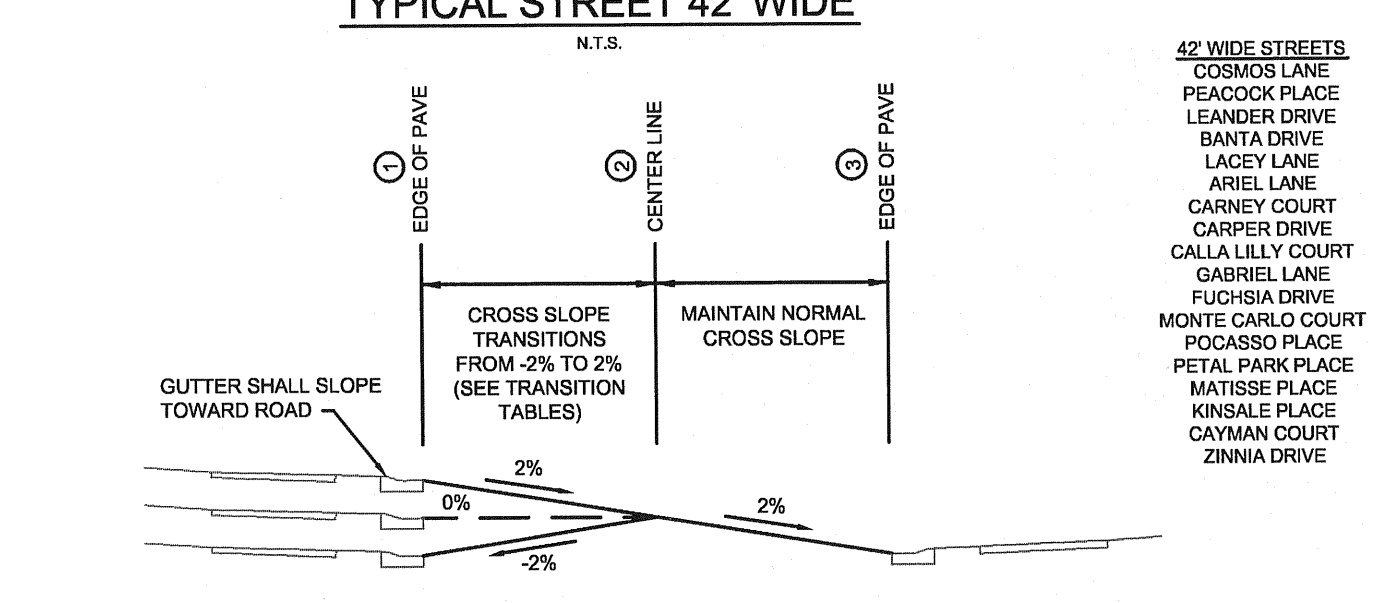 TYPICAL STREET 42' WIDE
N.T.S.
1
EDGE OF PAVE
2
CENTER LINE
3
EDGE OF PAVE
CROSS SLOPE
TRANSITIONS
FROM -2% TO 2%
(SEE TRANSITION
TABLES)
MAINTAIN NORMAL
CROSS SLOPE
GUTTER SHALL SLOPE
TOWARD ROAD
2%
0%
-2%
2%
42' WIDE STREETS
COSMOS LANE
PEACOCK PLACE
LEANDER DRIVE
BANTA DRIVE
LACEY LANE
ARIEL LANE
CARNEY COURT
CARPER DRIVE
CALLA LILLY COURT
GABRIEL LANE
FUCHSIA DRIVE
MONTE CARLO COURT
POCASSO PLACE
PETAL PARK PLACE
MATISSE PLACE
KINSALE PLACE
CAYMAN COURT
ZINNIA DRIVE